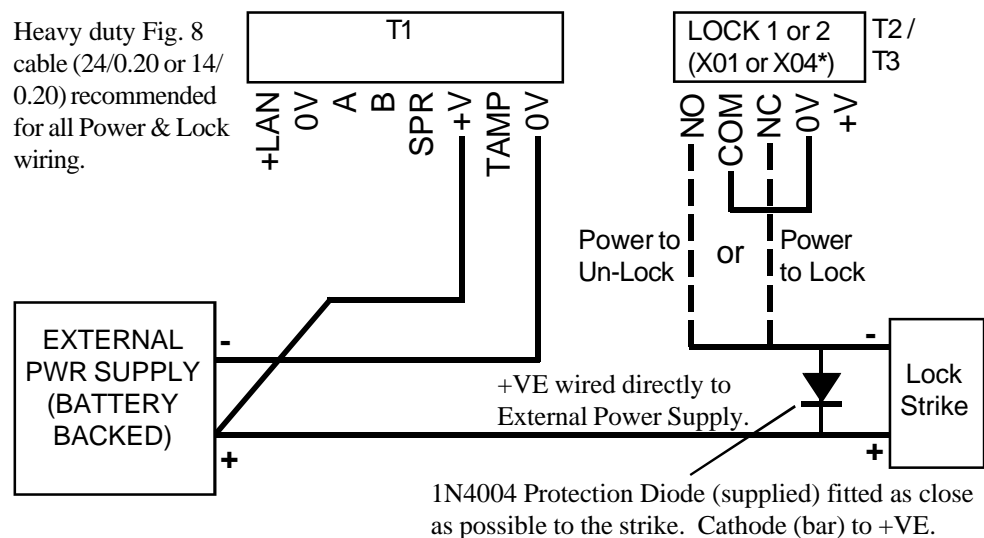 Heavy duty Fig. 8
cable (24/0.20 or 14/
0.20) recommended
for all Power & Lock
wiring.
T1
+LAN
0V
A
B
SPR
+V
TAMP
0V
LOCK 1 or 2
(X01 or X04*)
T2 /
T3
NO
COM
NC
0V
+V
Power to
Un-Lock
or
Power
to Lock
EXTERNAL
PWR SUPPLY
(BATTERY
BACKED)
-
+
+VE wired directly to
External Power Supply.
-
+
Lock
Strike
1N4004 Protection Diode (supplied) fitted as close
as possible to the strike. Cathode (bar) to +VE.